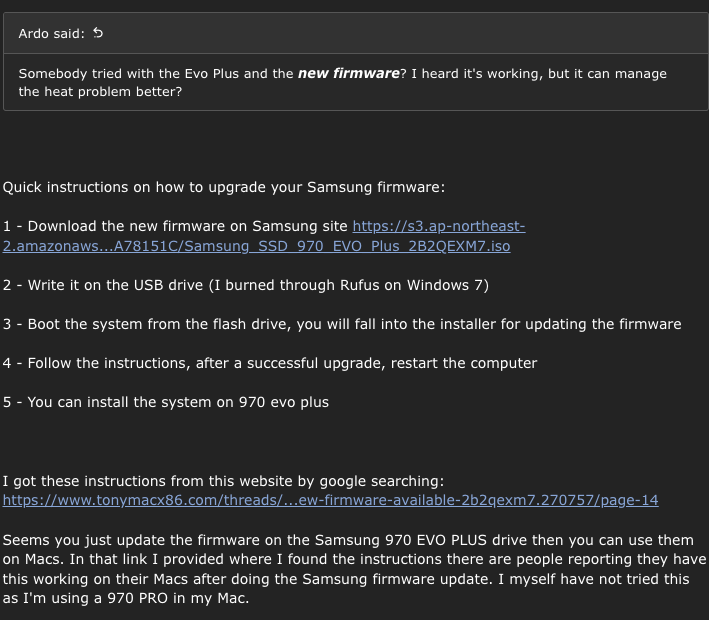 Ardo said:
Somebody tried with the Evo Plus and the new firmware? I heard it's working, but it can manage
the heat problem better?
Quick instructions on how to upgrade your Samsung firmware:
1 - Download the new firmware on Samsung site https://s3.ap-northeast-
2.amazonaws...A78151C/Samsung_SSD_970_EVO_Plus_2B2QEXM7.iso
2 - Write it on the USB drive (I burned through Rufus on Windows 7)
3 - Boot the system from the flash drive, you will fall into the installer for updating the firmware
4 - Follow the instructions, after a successful upgrade, restart the computer
5 - You can install the system on 970 evo plus
I got these instructions from this website by google searching:
https://www.tonymacx86.com/threads/...ew-firmware-available-2b2qexm7.270757/page-14
Seems you just update the firmware on the Samsung 970 EVO PLUS drive then you can use them
on Macs. In that link I provided where I found the instructions there are people reporting they have
this working on their Macs after doing the Samsung firmware update. I myself have not tried this
as I'm using a 970 PRO in my Mac.